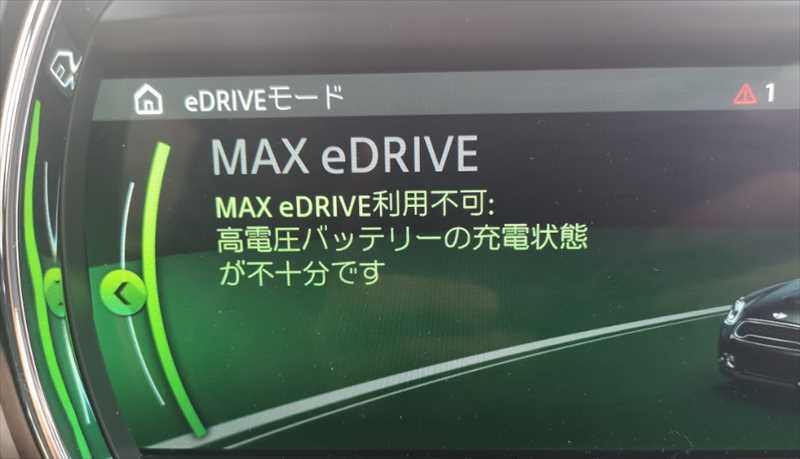 eDRIVEモード
1
MAX eDRIVE
MAX eDRIVE利用不可:
高電圧バッテリーの充電状態
が不十分です